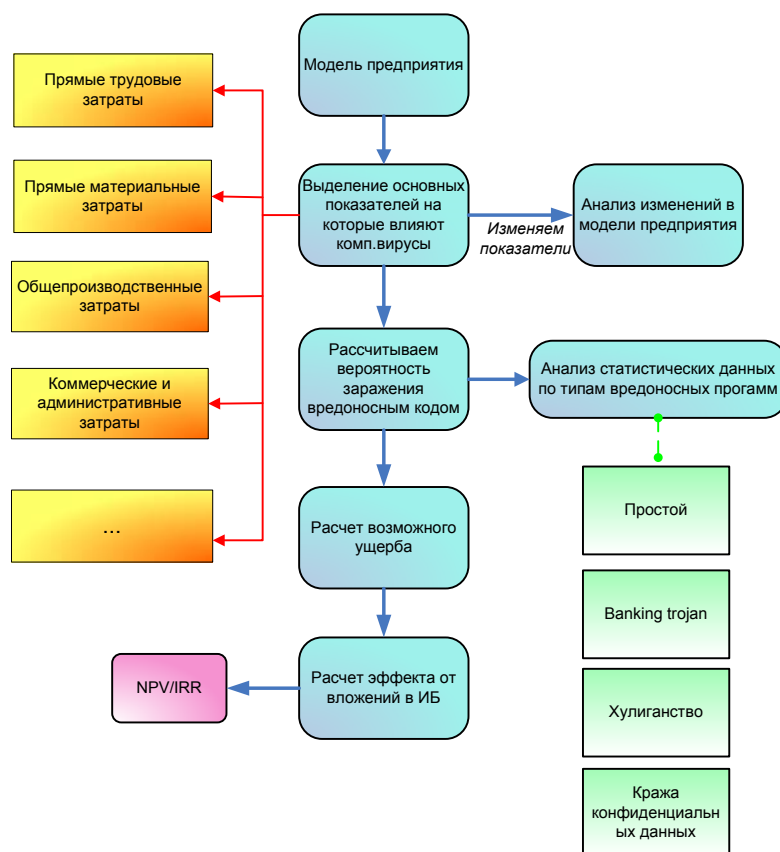 Модель предприятия
Прямые трудовые
затраты
Прямые материальные
затраты
Общепроизводственные
затраты
Коммерческие и
административные
затраты
...
Выделение основных
показателей на
которые влияют
комп.вирусы
Изменяем
показатели
Анализ изменений в
модели предприятия
Рассчитываем
вероятность
заражения
вредоносным кодом
Анализ статистических данных
по типам вредоносных прогамм
Простой
Banking trojan
Хулиганство
Кража
конфиденциальн
ых данных
Расчет возможного
ущерба
Расчет эффекта от
вложений в ИБ
NPV/IRR